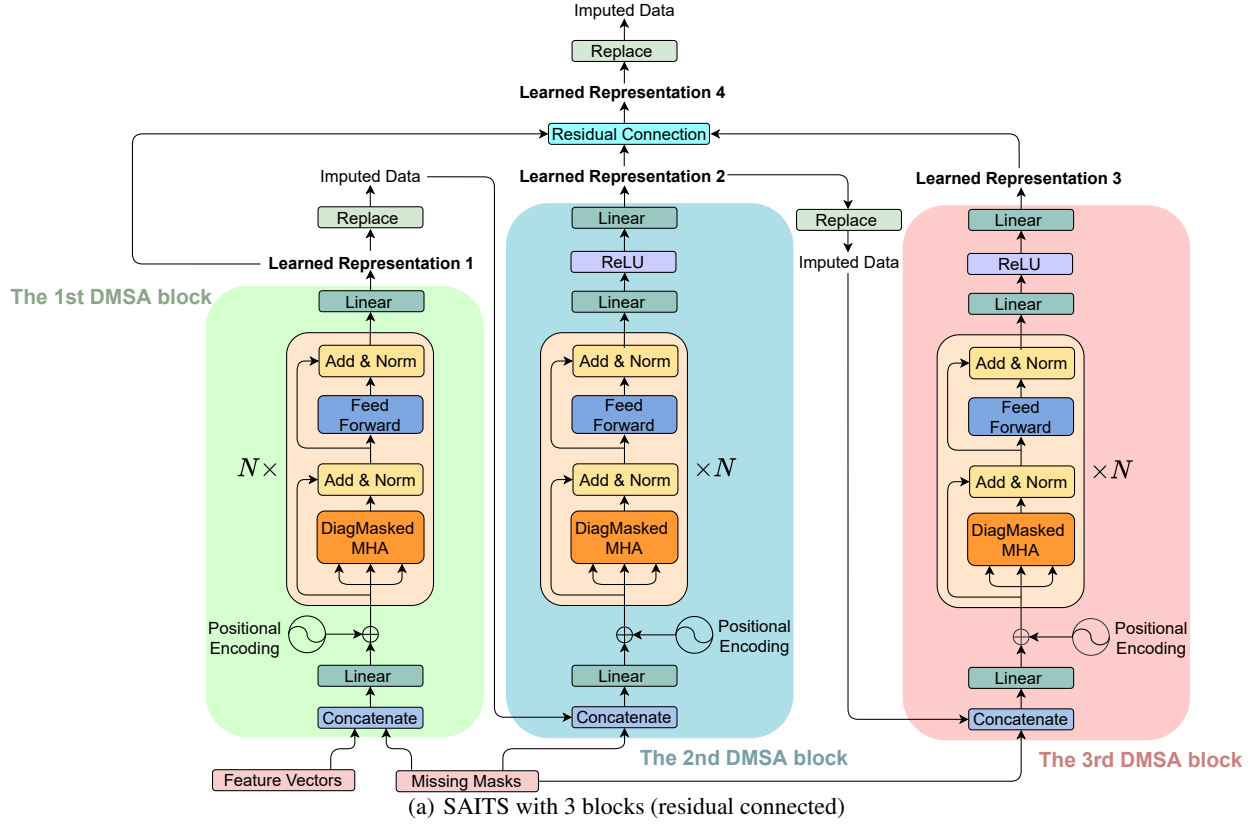 Imputed Data
Replace
Learned Representation 4
Residual Connection
Imputed Data
Replace
Learned Representation 1
The 1st DMSA block
Linear
Add & Norm
Feed
Forward
N×
Add & Norm
DiagMasked
MHA
Positional
Encoding
Linear
Concatenate
Feature Vectors
Missing Masks
Learned Representation 2
Linear
ReLU
Linear
Add & Norm
Feed
Forward
×N
Add & Norm
DiagMasked
MHA
Positional
Encoding
Linear
Concatenate
The 2nd DMSA block
Replace
Imputed Data
Learned Representation 3
Linear
ReLU
Linear
Add & Norm
Feed
Forward
×N
Add & Norm
DiagMasked
MHA
Positional
Encoding
Linear
Concatenate
The 3rd DMSA block
(a) SAITS with 3 blocks (residual connected)